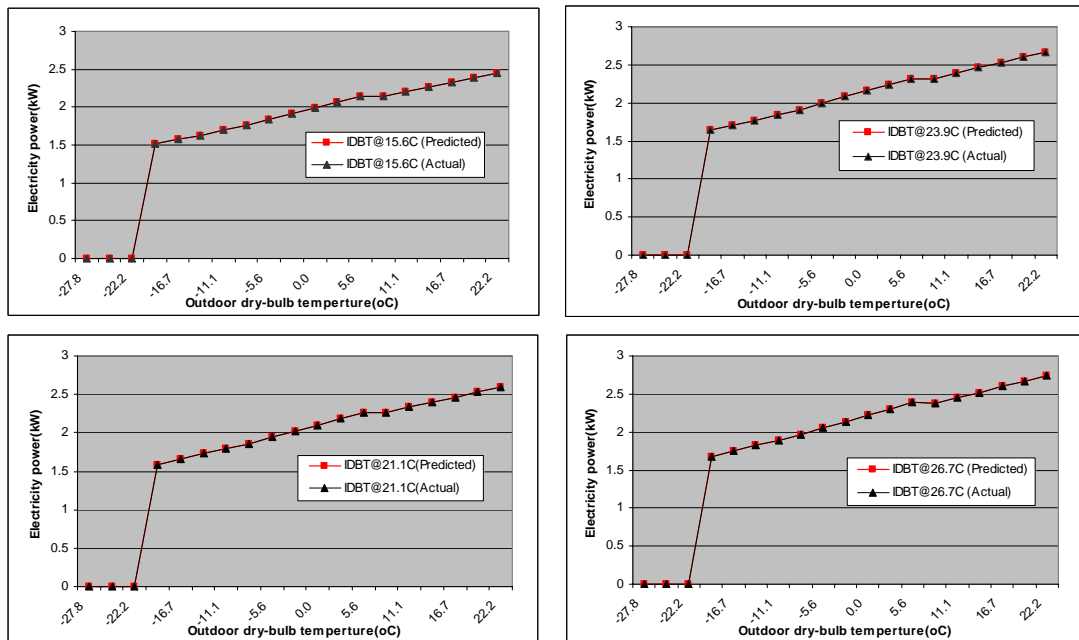 3
2.5
2
1.5
1
0.5
0
Electricity power(kW)
IDBT@15.6C (Predicted)
IDBT@15.6C (Actual)
-27.8 -22.2 -16.7 -11.1 -5.6 0.0 5.6 11.1 16.7 22.2
Outdoor dry-bulb temperture(oC)
3
2.5
2
1.5
1
0.5
0
Electricity power(kW)
IDBT@23.9C (Predicted)
IDBT@23.9C (Actual)
-27.8 -22.2 -16.7 -11.1 -5.6 0.0 5.6 11.1 16.7 22.2
Outdoor dry-bulb temperture(oC)
3
2.5
2
1.5
1
0.5
0
Electricity power(kW)
IDBT@21.1C(Predicted)
IDBT@21.1C(Actual)
-27.8 -22.2 -16.7 -11.1 -5.6 0.0 5.6 11.1 16.7 22.2
Outdoor dry-bulb temperture(oC)
3
2.5
2
1.5
1
0.5
0
Electricity power(kW)
IDBT@26.7C (Predicted)
IDBT@26.7C (Actual)
-27.8 -22.2 -16.7 -11.1 -5.6 0.0 5.6 11.1 16.7 22.2
Outdoor dry-bulb temperture(oC)